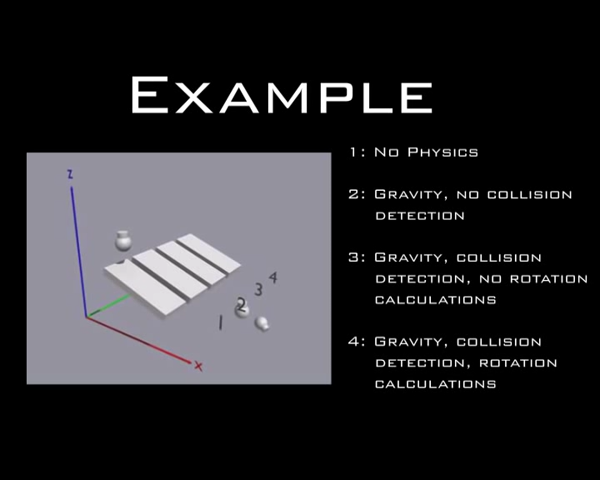 Example
1: No Physics
2: Gravity, no collision
detection
3: Gravity, collision
detection, no rotation
calculations
4: Gravity, collision
detection, rotation
calculations
z
4
3
2
1
x